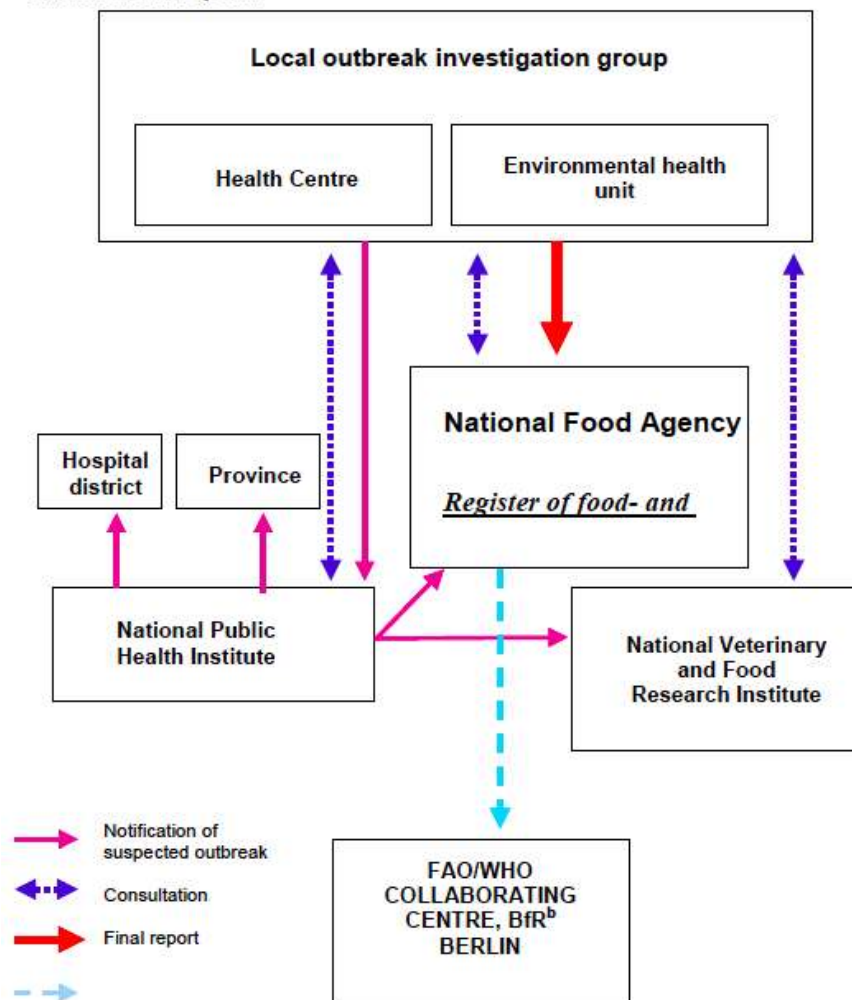 Local outbreak investigation group
Health Centre
Environmental health
unit
National Food Agency
Register of food- and
Hospital
district
Province
National Public
Health Institute
National Veterinary
and Food
Research Institute
Notification of
suspected outbreak
Consultation
Final report
FAO/WHO
COLLABORATING
CENTRE, BfRb
BERLIN